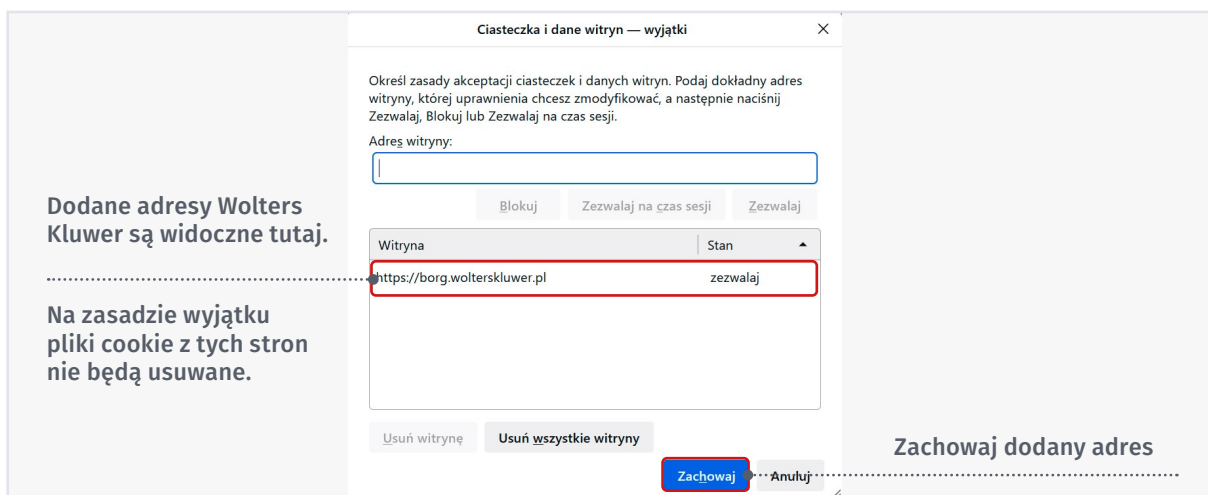 Ciasteczka i dane witryn — wyjątki
Określ zasady akceptacji ciasteczek i danych witryn. Podaj dokładny adres
witryny, której uprawnienia chcesz zmodyfikować, a następnie naciśnij
Zezwalaj, Blokuj lub Zezwalaj na czas sesji.
Adres witryny:
Blokuj Zezwalaj na czas sesji Zezwalaj
Dodane adresy Wolters
Kluwer są widoczne tutaj.
Witryna Stan
https://borg.wolterskluwer.pl zezwalaj
Na zasadzie wyjątku
pliki cookie z tych stron
nie będą usuwane.
Usuń witrynę Usuń wszystkie witryny
Zachowaj dodany adres
Zachowaj Anuluj